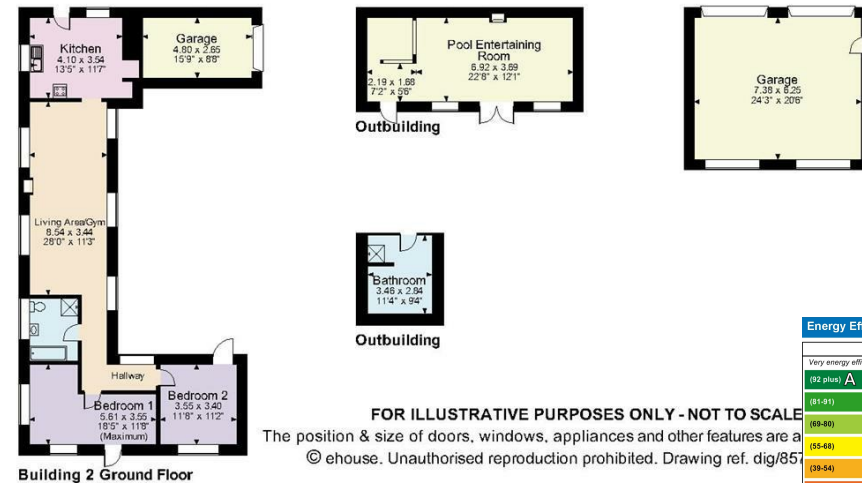 Kitchen
4.10 x 3.54
13'5" x 11'7"
Garage
4.80 x 2.65
15'9" x 8'8"
Living Area/Gym
8.54 x 3.44
28'0" x 11'3"
Hallway
Bedroom 1
5.61 x 3.55
18'5" x 11'8"
(Maximum)
Bedroom 2
3.55 x 3.40
11'8" x 11'2"
Building 2 Ground Floor
Pool Entertaining
Room
6.92 x 3.69
22'8" x 12'1"
2.19 x 1.68
7'2" x 5'6"
Outbuilding
Bathroom
3.46 x 2.84
11'4" x 9'4"
Outbuilding
Garage
7.38 x 6.25
24'3" x 20'6"
FOR ILLUSTRATIVE PURPOSES ONLY - NOT TO SCALE
The position & size of doors, windows, appliances and other features are a
© ehouse. Unauthorised reproduction prohibited. Drawing ref. dig/857
Energy Eff
Very energy effi
(92 plus) A
(81-91)
(69-80)
(55-68)
(39-54)